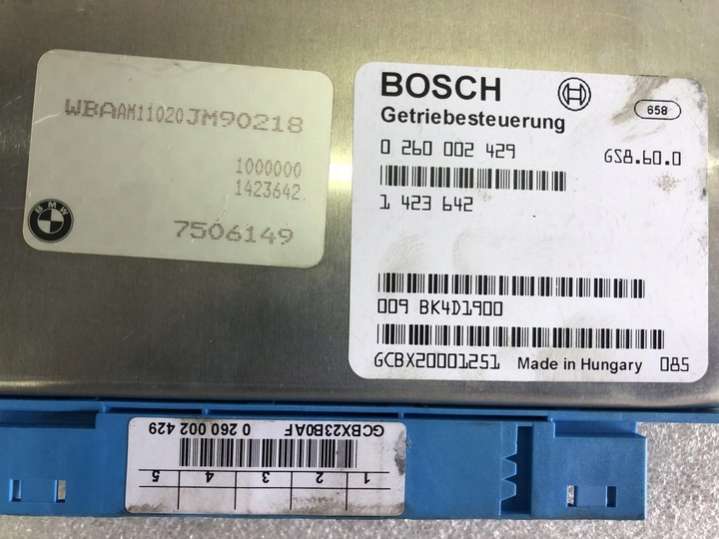 WBAAM11020JM90218
1000000
1423642
BMW
7506149
BOSCH
Getriebesteuerung
658
0 260 002 429
GS8.60.0
1 423 642
009 BK4D1900
GCBX20001251 Made in Hungary 085
GCBX23B0AF
0 260 002 429
1 2 3 4 5